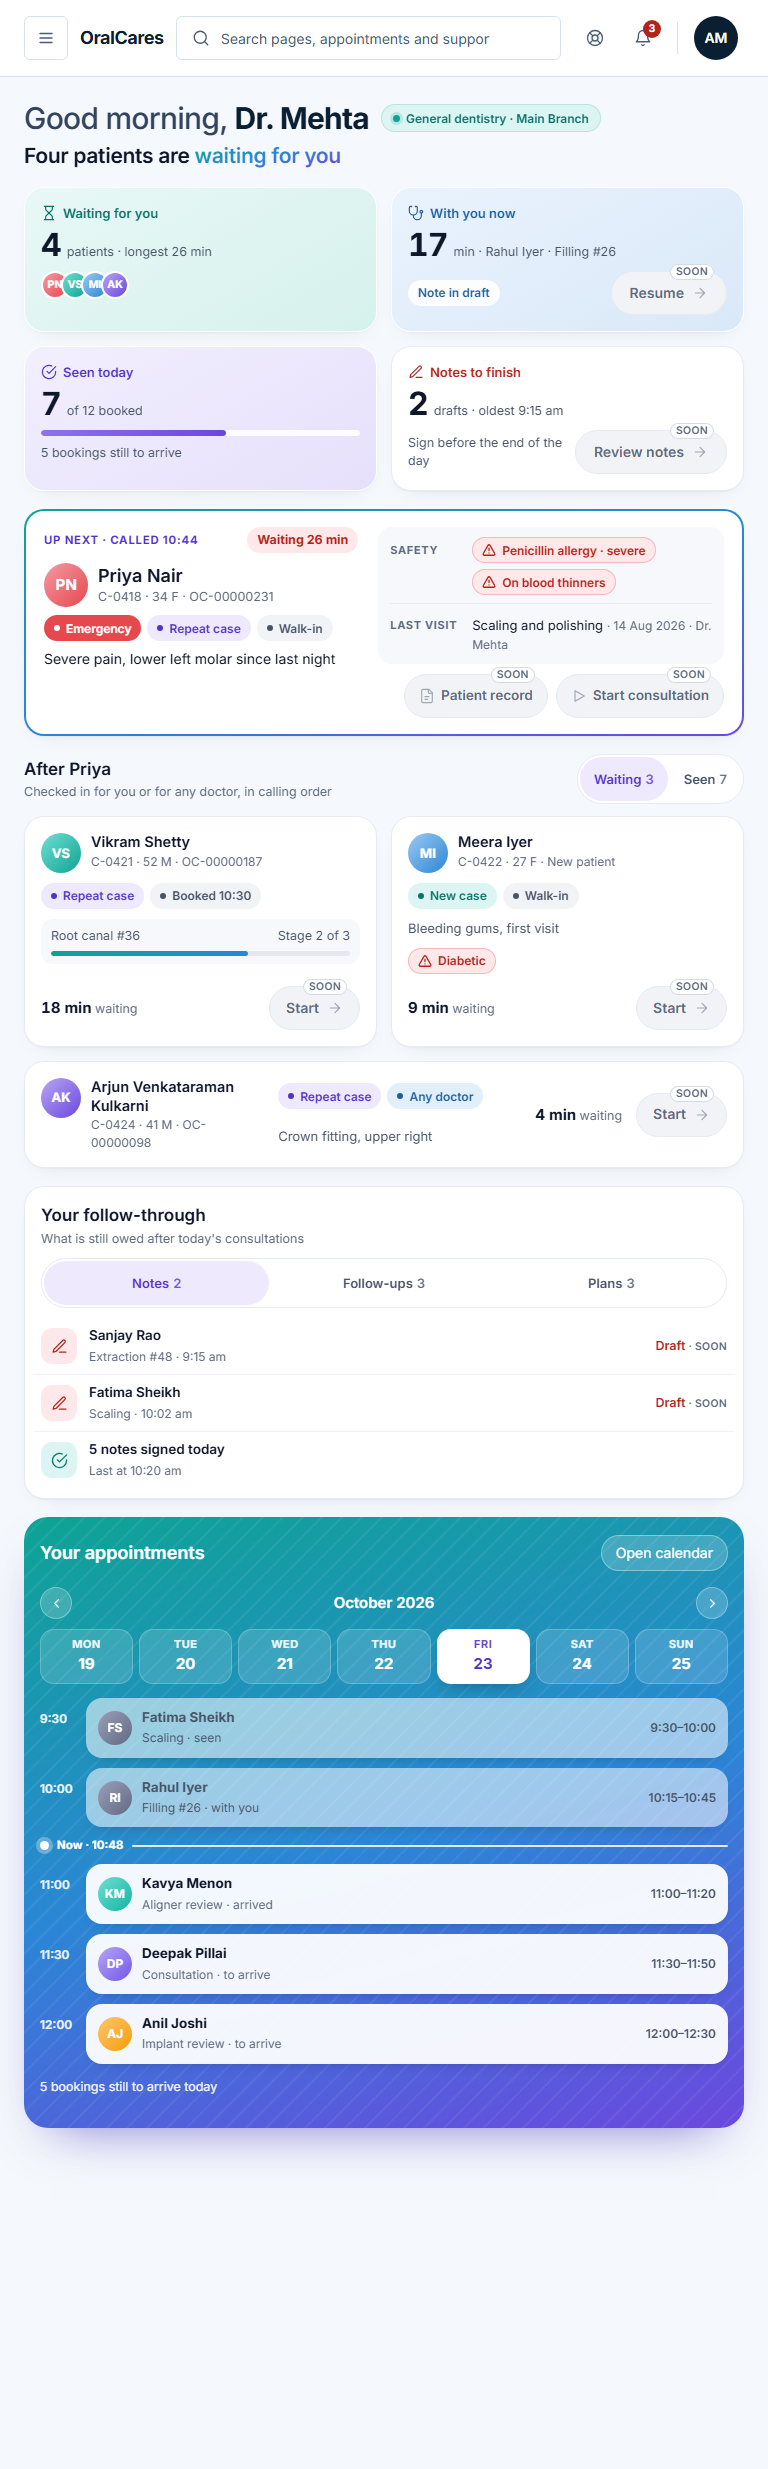 OralCares
Search pages, appointments and suppor
3
AM
Good morning, Dr. Mehta
General dentistry · Main Branch
Four patients are waiting for you
Waiting for you
4 patients · longest 26 min
PN VS MI AK
With you now
17 min · Rahul Iyer · Filling #26
Note in draft
SOON
Resume
Seen today
7 of 12 booked
5 bookings still to arrive
Notes to finish
2 drafts · oldest 9:15 am
Sign before the end of the
day
SOON
Review notes
UP NEXT · CALLED 10:44
Waiting 26 min
PN
Priya Nair
C-0418 · 34 F · OC-00000231
Emergency
Repeat case
Walk-in
Severe pain, lower left molar since last night
SAFETY
Penicillin allergy · severe
On blood thinners
LAST VISIT
Scaling and polishing · 14 Aug 2026 · Dr.
Mehta
SOON
Patient record
SOON
Start consultation
After Priya
Checked in for you or for any doctor, in calling order
Waiting 3
Seen 7
VS
Vikram Shetty
C-0421 · 52 M · OC-00000187
Repeat case
Booked 10:30
Root canal #36
Stage 2 of 3
18 min waiting
SOON
Start
MI
Meera Iyer
C-0422 · 27 F · New patient
New case
Walk-in
Bleeding gums, first visit
Diabetic
9 min waiting
SOON
Start
AK
Arjun Venkataraman
Kulkarni
C-0424 · 41 M · OC-
00000098
Repeat case
Any doctor
Crown fitting, upper right
4 min waiting
SOON
Start
Your follow-through
What is still owed after today's consultations
Notes 2
Follow-ups 3
Plans 3
Sanjay Rao
Extraction #48 · 9:15 am
Draft · SOON
Fatima Sheikh
Scaling · 10:02 am
Draft · SOON
5 notes signed today
Last at 10:20 am
Your appointments
Open calendar
October 2026
MON
19
TUE
20
WED
21
THU
22
FRI
23
SAT
24
SUN
25
9:30
FS
Fatima Sheikh
Scaling · seen
9:30–10:00
10:00
RI
Rahul Iyer
Filling #26 · with you
10:15–10:45
Now · 10:48
11:00
KM
Kavya Menon
Aligner review · arrived
11:00–11:20
11:30
DP
Deepak Pillai
Consultation · to arrive
11:30–11:50
12:00
AJ
Anil Joshi
Implant review · to arrive
12:00–12:30
5 bookings still to arrive today